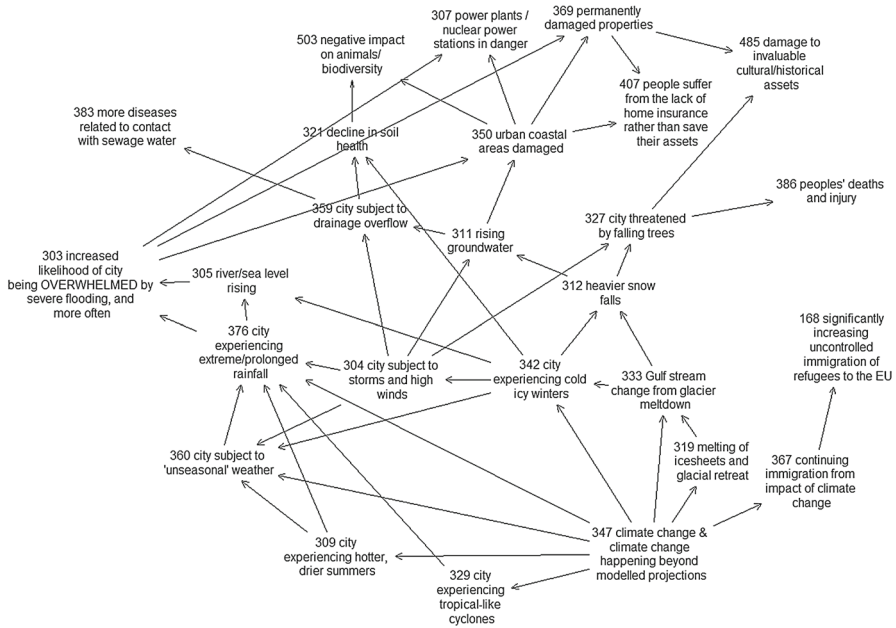 369 permanently
damaged properties
307 power plants /
nuclear power
stations in danger
503 negative impact
on animals/
biodiversity
485 damage to
invaluable
cultural/historical
assets
407 people suffer
from the lack of
home insurance
rather than save
their assets
383 more diseases
related to contact
with sewage water
321 decline in soil
health
350 urban coastal
areas damaged
386 peoples' deaths
and injury
359 city subject to
drainage overflow
327 city threatened
by falling trees
311 rising
groundwater
303 increased
likelihood of city
being OVERWHELMED by
severe flooding, and
more often
305 river/sea level
rising
312 heavier snow
falls
168 significantly
increasing
uncontrolled
immigration of
refugees to the EU
376 city
experiencing
extreme/prolonged
rainfall
304 city subject to
storms and high
winds
342 city
experiencing cold
icy winters
333 Gulf stream
change from glacier
meltdown
319 melting of
icesheets and
glacial retreat
360 city subject to
'unseasonal' weather
367 continuing
immigration from
impact of climate
change
347 climate change &
climate change
happening beyond
modelled projections
309 city
experiencing hotter,
drier summers
329 city
experiencing
tropical-like
cyclones